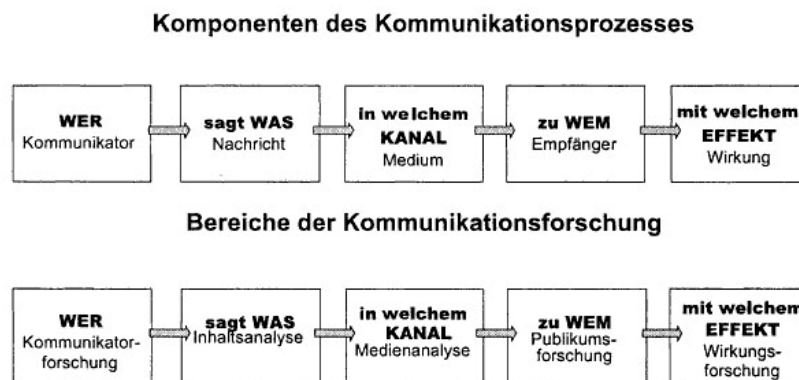 Komponenten des Kommunikationsprozesses
WER
Kommunikator
sagt WAS
Nachricht
in welchem
KANAL
Medium
zu WEM
Empfänger
mit welchem
EFFEKT
Wirkung
Bereiche der Kommunikationsforschung
WER
Kommunikator-
forschung
sagt WAS
Inhaltsanalyse
in welchem
KANAL
Medienanalyse
zu WEM
Publikums-
forschung
mit welchem
EFFEKT
Wirkungs-
forschung